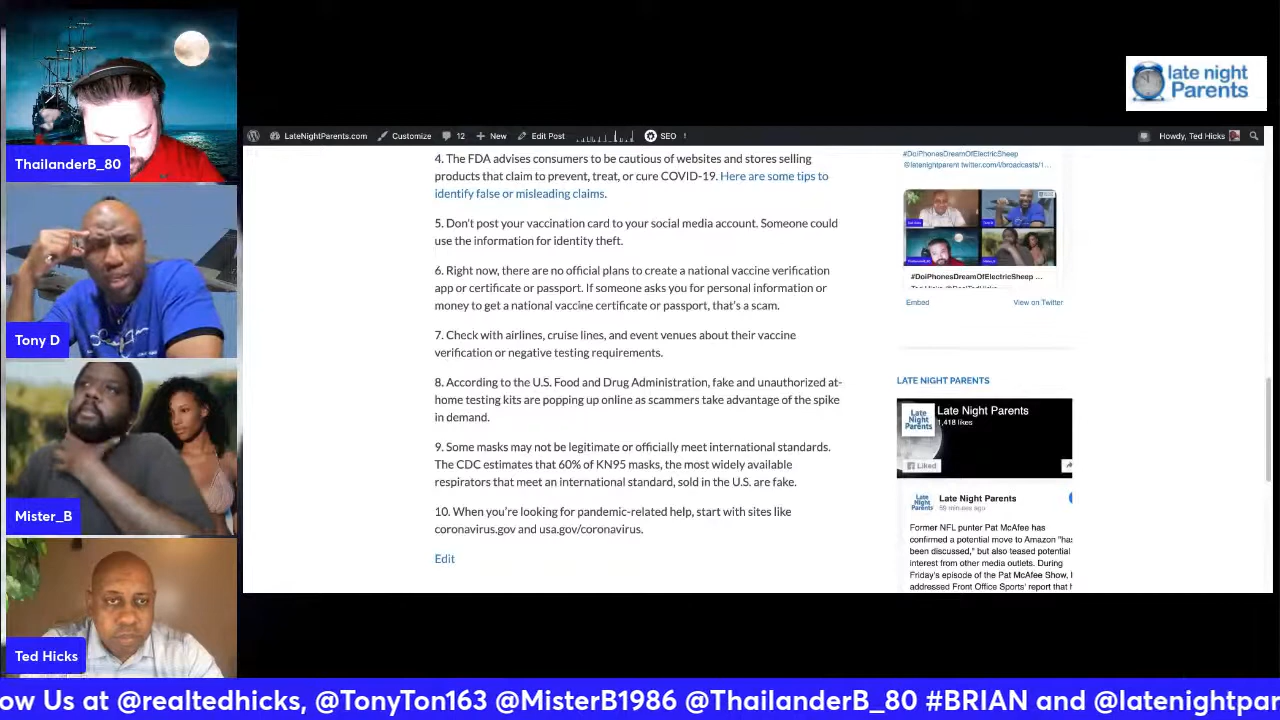 late night
Parents
LateNightParents.com Customize 12 New Edit Post SEO ! Howdy, Ted Hicks
ThailanderB_80
Tony D
Mister_B
Ted Hicks
4. The FDA advises consumers to be cautious of websites and stores selling
products that claim to prevent, treat, or cure COVID-19. Here are some tips to
identify false or misleading claims.
5. Don't post your vaccination card to your social media account. Someone could
use the information for identity theft.
6. Right now, there are no official plans to create a national vaccine verification
app or certificate or passport. If someone asks you for personal information or
money to get a national vaccine certificate or passport, that's a scam.
7. Check with airlines, cruise lines, and event venues about their vaccine
verification or negative testing requirements.
8. According to the U.S. Food and Drug Administration, fake and unauthorized at-
home testing kits are popping up online as scammers take advantage of the spike
in demand.
9. Some masks may not be legitimate or officially meet international standards.
The CDC estimates that 60% of KN95 masks, the most widely available
respirators that meet an international standard, sold in the U.S. are fake.
10. When you're looking for pandemic-related help, start with sites like
coronavirus.gov and usa.gov/coronavirus.
Edit
#DoiPhonesDreamOfElectricSheep
@latenightparent twitter.com/i/broadcasts/1...
#DoiPhonesDreamOfElectricSheep ...
Embed View on Twitter
LATE NIGHT PARENTS
Late Night Parents
1,418 likes
Late
Night
Parents
Liked
Late Night Parents
59 minutes ago
Former NFL punter Pat McAfee has
confirmed a potential move to Amazon "has
been discussed," but also teased potential
interest from other media outlets. During
Friday's episode of the Pat McAfee Show, h
addressed Front Office Sports' report that h
ow Us at @realtedhicks, @TonyTon163 @MisterB1986 @ThailanderB_80 #BRIAN and @latenightpar